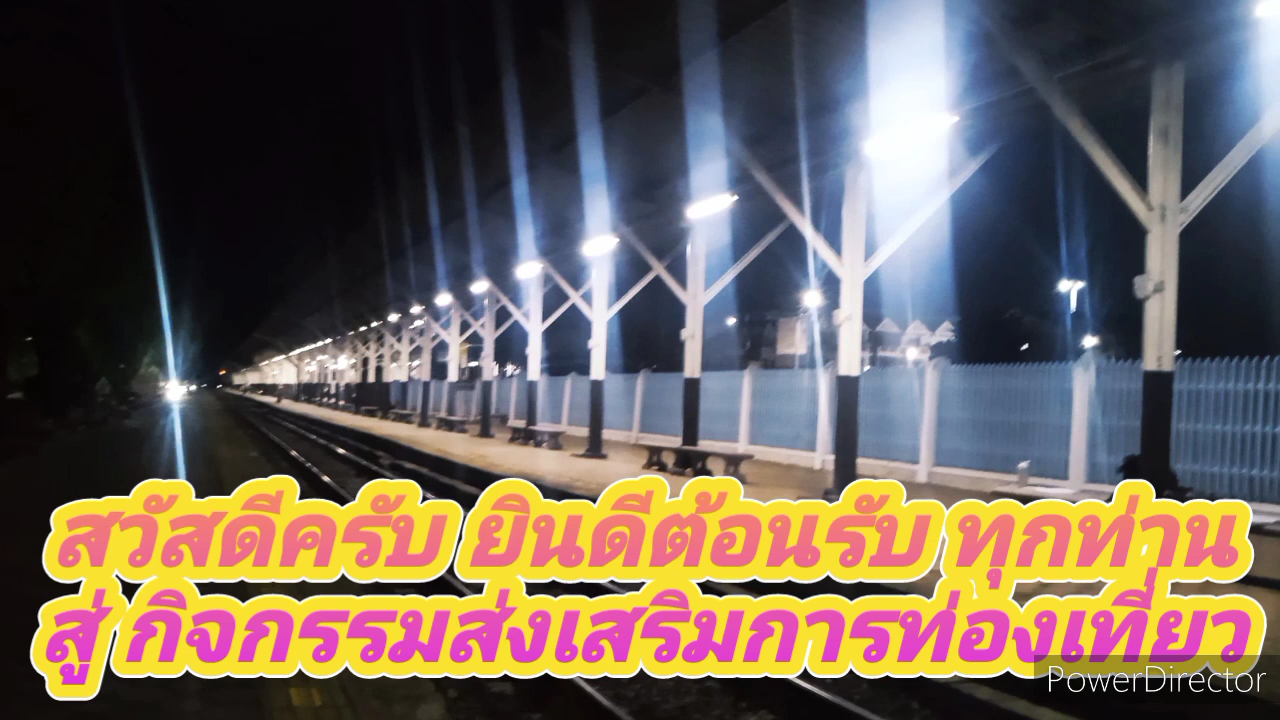 สวัสดีครับ ยินดีต้อนรับ ทุกท่าน
สู่ กิจกรรมส่งเสริมการท่องเที่ยว
PowerDirector